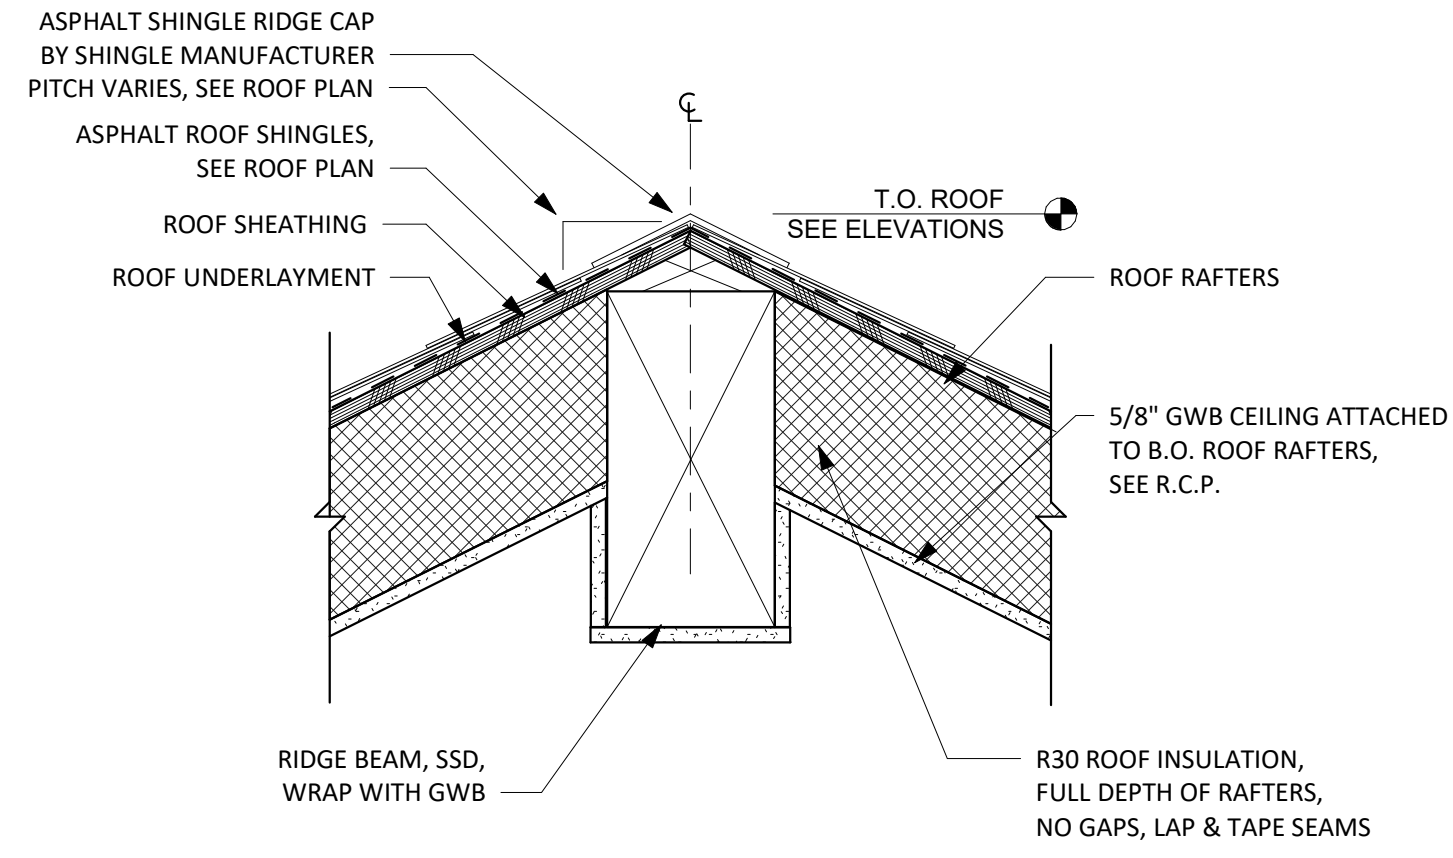 ASPHALT SHINGLE RIDGE CAP
BY SHINGLE MANUFACTURER
PITCH VARIES, SEE ROOF PLAN
ASPHALT ROOF SHINGLES,
SEE ROOF PLAN
ROOF SHEATHING
ROOF UNDERLAYMENT
℄
T.O. ROOF
SEE ELEVATIONS
ROOF RAFTERS
5/8" GWB CEILING ATTACHED
TO B.O. ROOF RAFTERS,
SEE R.C.P.
RIDGE BEAM, SSD,
WRAP WITH GWB
R30 ROOF INSULATION,
FULL DEPTH OF RAFTERS,
NO GAPS, LAP & TAPE SEAMS